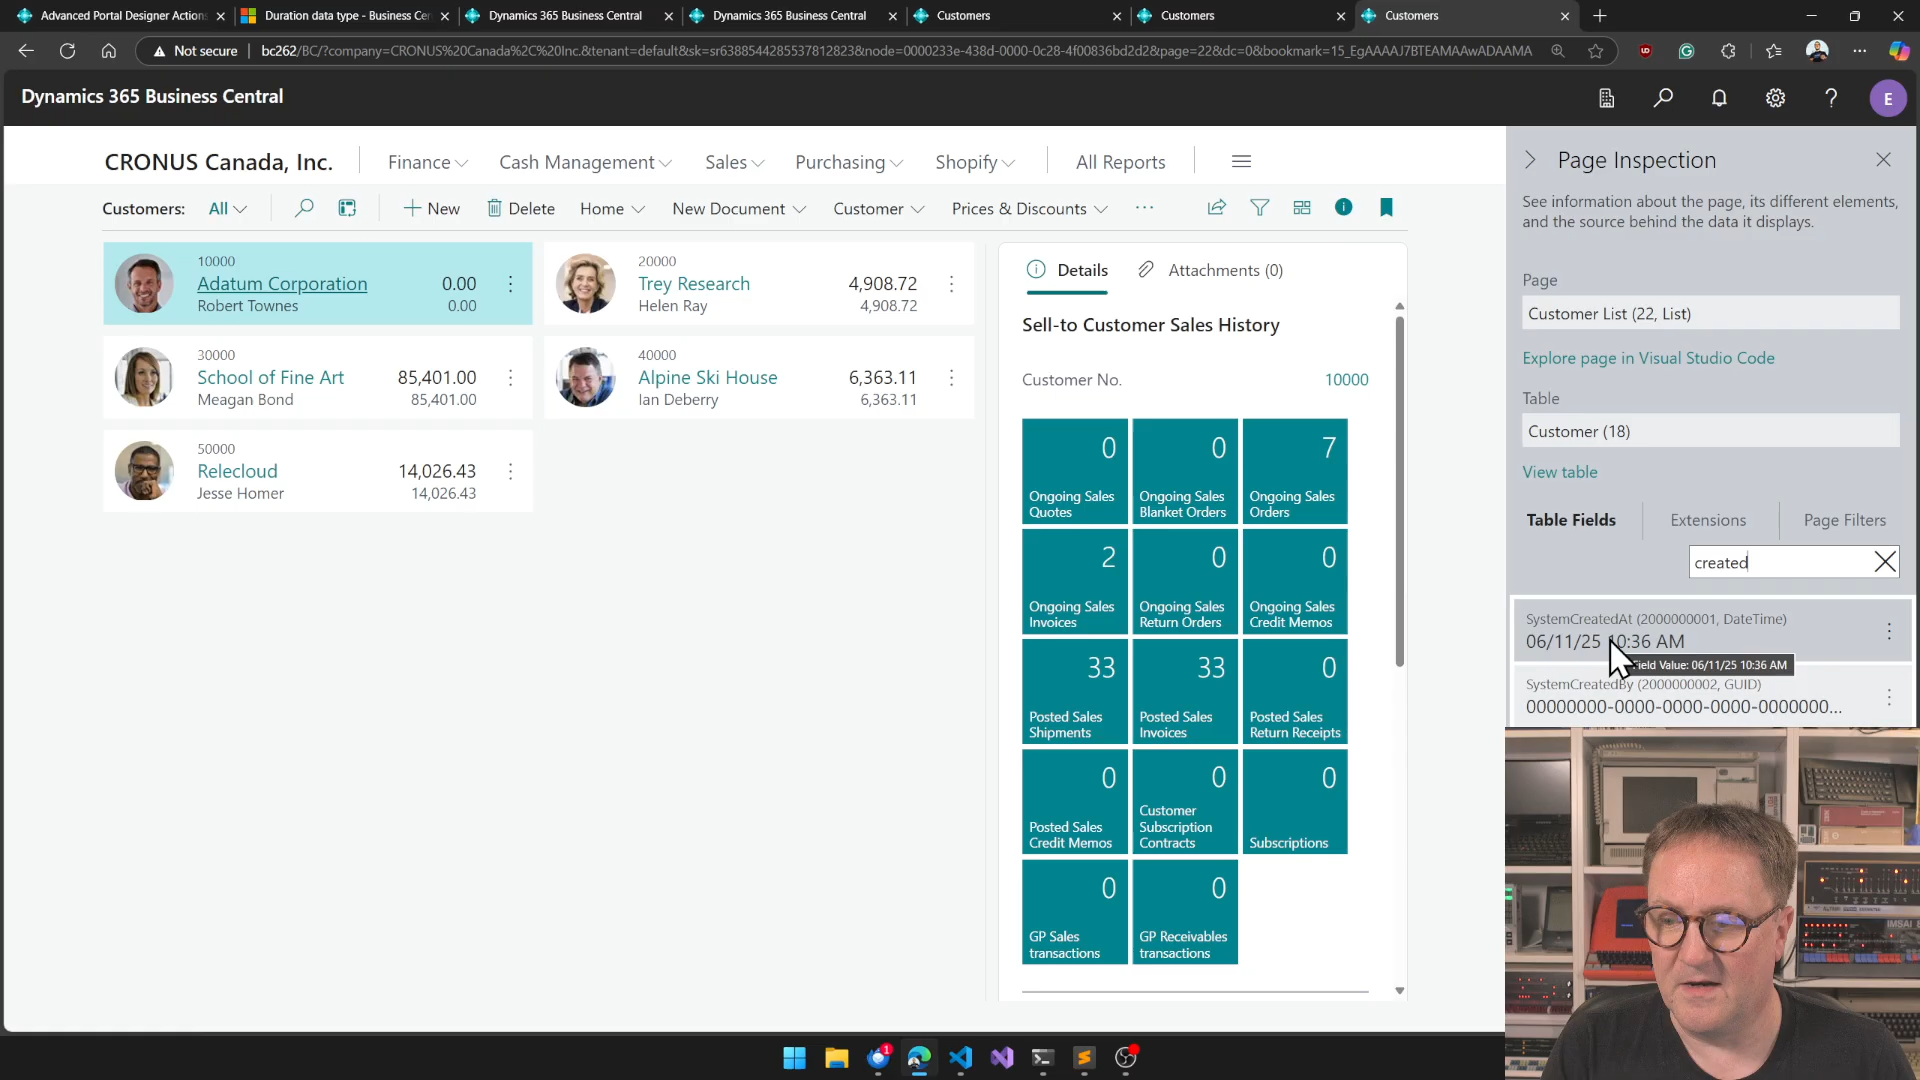 Advanced Portal Designer Actions
Duration data type - Business Cen
Dynamics 365 Business Central
Dynamics 365 Business Central
Customers
Customers
Customers
Not secure
bc262/BC/?company=CRONUS%20Canada%2C%20Inc.&tenant=default&sk=sr6388544285537812823&node=0000233e-438d-0000-0c28-4f00836bd2d2&page=22&dc=0&bookmark=15_EgAAAAJ7BTEAMAAwADAAMA
Dynamics 365 Business Central
E
CRONUS Canada, Inc.
Finance
Cash Management
Sales
Purchasing
Shopify
All Reports
Customers:
All
New
Delete
Home
New Document
Customer
Prices & Discounts
10000
Adatum Corporation
0.00
Robert Townes
0.00
20000
Trey Research
4,908.72
Helen Ray
4,908.72
30000
School of Fine Art
85,401.00
Meagan Bond
85,401.00
40000
Alpine Ski House
6,363.11
Ian Deberry
6,363.11
50000
Relecloud
14,026.43
Jesse Homer
14,026.43
Details
Attachments (0)
Sell-to Customer Sales History
Customer No.
10000
0
Ongoing Sales
Quotes
0
Ongoing Sales
Blanket Orders
7
Ongoing Sales
Orders
2
Ongoing Sales
Invoices
0
Ongoing Sales
Return Orders
0
Ongoing Sales
Credit Memos
33
Posted Sales
Shipments
33
Posted Sales
Invoices
0
Posted Sales
Return Receipts
0
Posted Sales
Credit Memos
0
Customer
Subscription
Contracts
0
Subscriptions
0
GP Sales
transactions
0
GP Receivables
transactions
Page Inspection
See information about the page, its different elements,
and the source behind the data it displays.
Page
Customer List (22, List)
Explore page in Visual Studio Code
Table
Customer (18)
View table
Table Fields
Extensions
Page Filters
created
SystemCreatedAt (2000000001, DateTime)
06/11/25 10:36 AM
Field Value: 06/11/25 10:36 AM
SystemCreatedBy (2000000002, GUID)
00000000-0000-0000-0000-0000000...
1